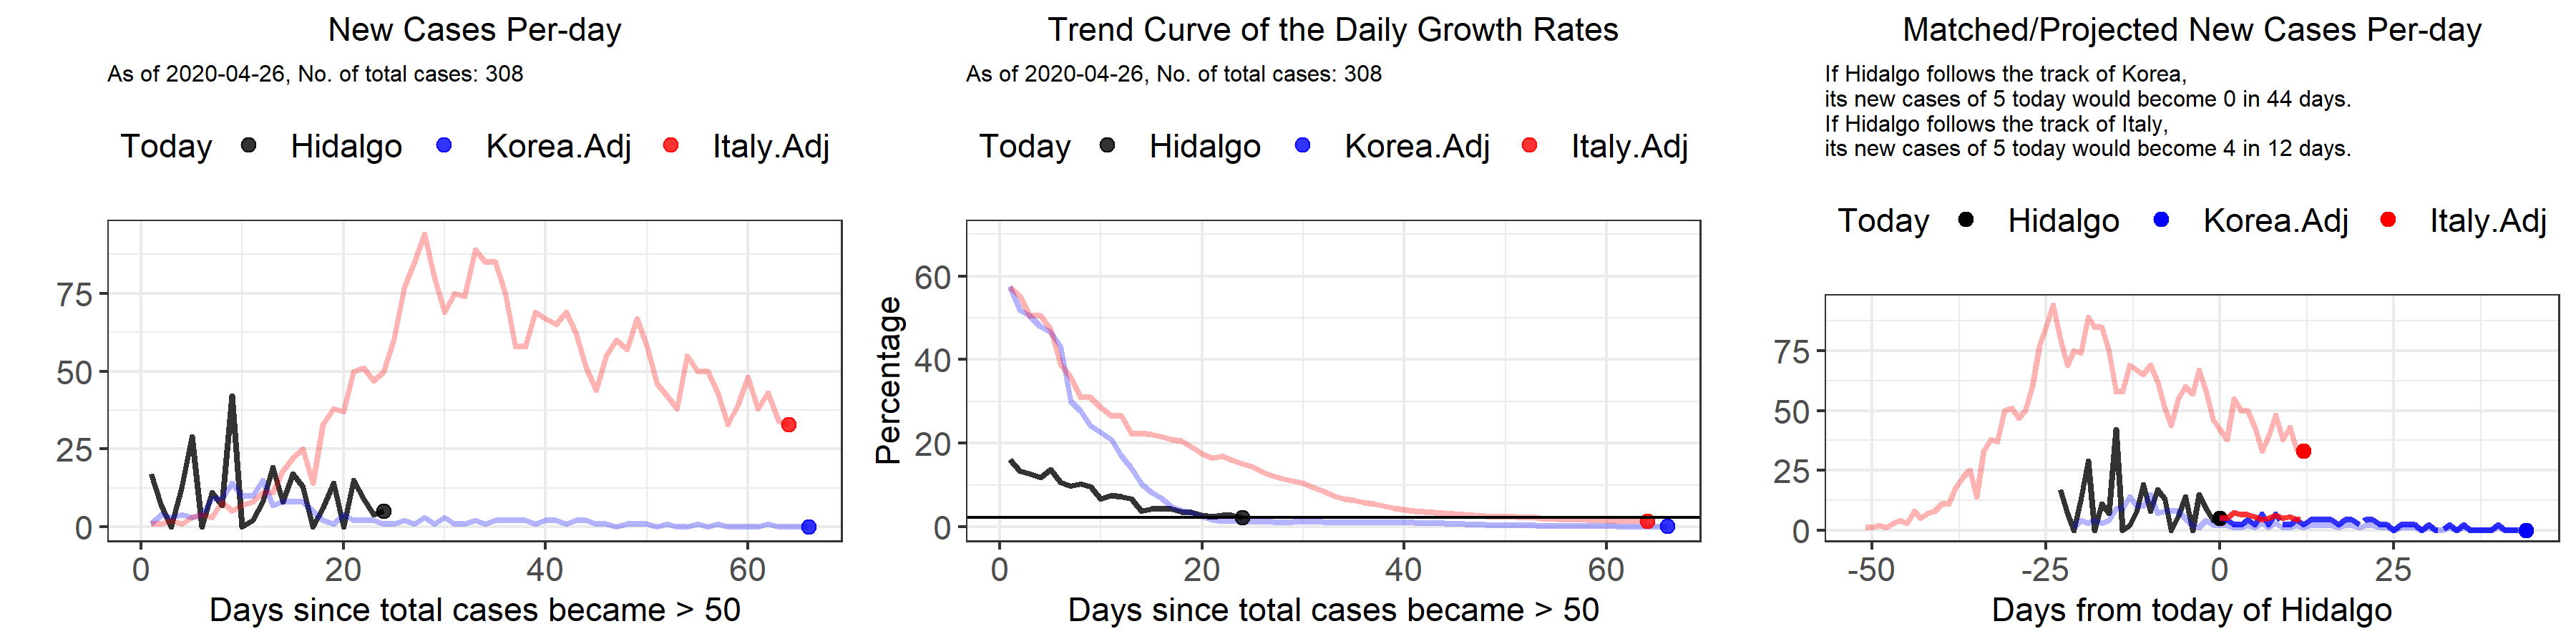 New Cases Per-day
As of 2020-04-26, No. of total cases: 308
Today Hidalgo Korea.Adj Italy.Adj
75
50
25
0
0 20 40 60
Days since total cases became > 50
Trend Curve of the Daily Growth Rates
As of 2020-04-26, No. of total cases: 308
Today Hidalgo Korea.Adj Italy.Adj
Percentage
60
40
20
0
0 20 40 60
Days since total cases became > 50
Matched/Projected New Cases Per-day
If Hidalgo follows the track of Korea,
its new cases of 5 today would become 0 in 44 days.
If Hidalgo follows the track of Italy,
its new cases of 5 today would become 4 in 12 days.
Today Hidalgo Korea.Adj Italy.Adj
75
50
25
0
-50 -25 0 25
Days from today of Hidalgo